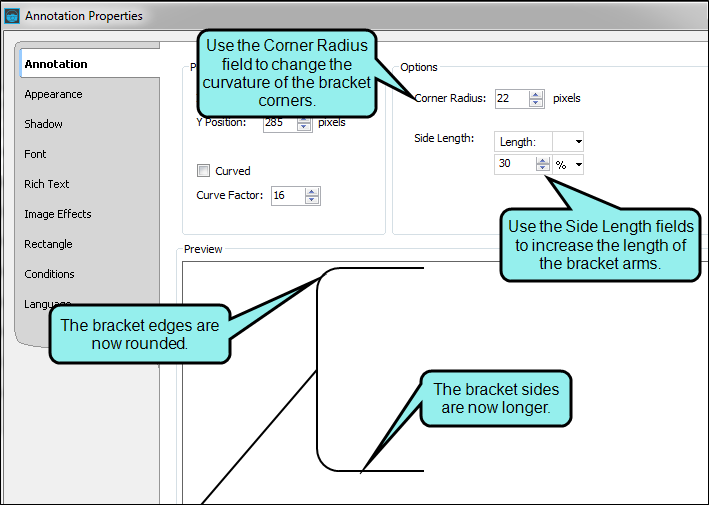 Annotation Properties
Annotation
Appearance
Shadow
Font
Rich Text
Image Effects
Rectangle
Conditions
Use the Corner Radius
field to change the
curvature of the bracket
corners.
Y Position: 285 pixels
Curved
Curve Factor: 16
Options
Corner Radius: 22 pixels
Side Length: Length:
30 %
Use the Side Length fields
to increase the length of
the bracket arms.
Preview
The bracket edges are
now rounded.
The bracket sides
are now longer.